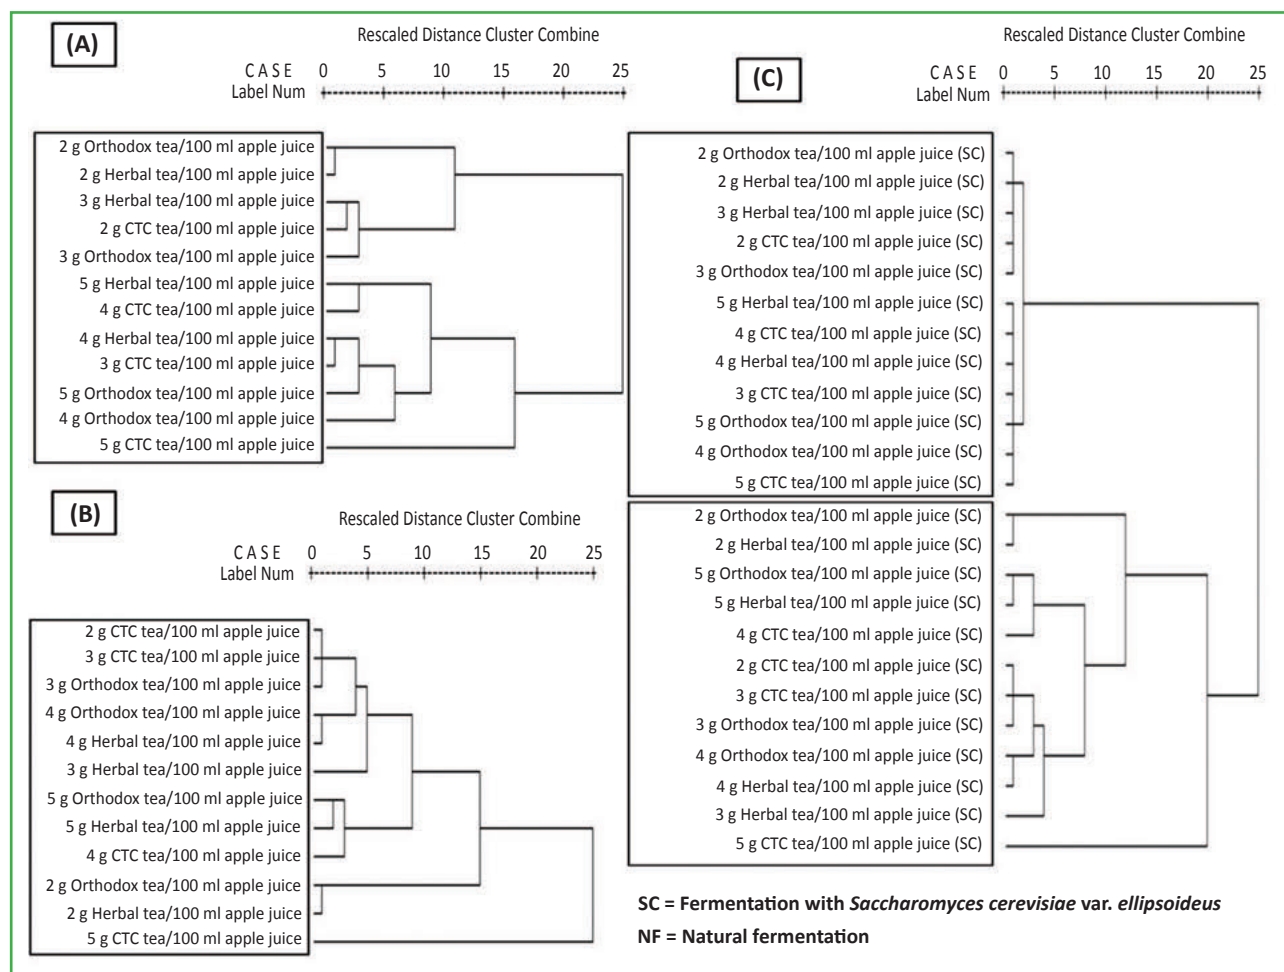 (A)
Rescaled Distance Cluster Combine
C A S E 0 5 10 15 20 25
Label Num
2 g Orthodox tea/100 ml apple juice
2 g Herbal tea/100 ml apple juice
3 g Herbal tea/100 ml apple juice
2 g CTC tea/100 ml apple juice
3 g Orthodox tea/100 ml apple juice
5 g Herbal tea/100 ml apple juice
4 g CTC tea/100 ml apple juice
4 g Herbal tea/100 ml apple juice
3 g CTC tea/100 ml apple juice
5 g Orthodox tea/100 ml apple juice
4 g Orthodox tea/100 ml apple juice
5 g CTC tea/100 ml apple juice
(B)
Rescaled Distance Cluster Combine
C A S E 0 5 10 15 20 25
Label Num
2 g CTC tea/100 ml apple juice
3 g CTC tea/100 ml apple juice
3 g Orthodox tea/100 ml apple juice
4 g Orthodox tea/100 ml apple juice
4 g Herbal tea/100 ml apple juice
3 g Herbal tea/100 ml apple juice
5 g Orthodox tea/100 ml apple juice
5 g Herbal tea/100 ml apple juice
4 g CTC tea/100 ml apple juice
2 g Orthodox tea/100 ml apple juice
2 g Herbal tea/100 ml apple juice
5 g CTC tea/100 ml apple juice
(C)
Rescaled Distance Cluster Combine
C A S E 0 5 10 15 20 25
Label Num
2 g Orthodox tea/100 ml apple juice (SC)
2 g Herbal tea/100 ml apple juice (SC)
3 g Herbal tea/100 ml apple juice (SC)
2 g CTC tea/100 ml apple juice (SC)
3 g Orthodox tea/100 ml apple juice (SC)
5 g Herbal tea/100 ml apple juice (SC)
4 g CTC tea/100 ml apple juice (SC)
4 g Herbal tea/100 ml apple juice (SC)
3 g CTC tea/100 ml apple juice (SC)
5 g Orthodox tea/100 ml apple juice (SC)
4 g Orthodox tea/100 ml apple juice (SC)
5 g CTC tea/100 ml apple juice (SC)
2 g Orthodox tea/100 ml apple juice (SC)
2 g Herbal tea/100 ml apple juice (SC)
5 g Orthodox tea/100 ml apple juice (SC)
5 g Herbal tea/100 ml apple juice (SC)
4 g CTC tea/100 ml apple juice (SC)
2 g CTC tea/100 ml apple juice (SC)
3 g CTC tea/100 ml apple juice (SC)
3 g Orthodox tea/100 ml apple juice (SC)
4 g Orthodox tea/100 ml apple juice (SC)
4 g Herbal tea/100 ml apple juice (SC)
3 g Herbal tea/100 ml apple juice (SC)
5 g CTC tea/100 ml apple juice (SC)
SC = Fermentation with Saccharomyces cerevisiae var. ellipsoideus
NF = Natural fermentation